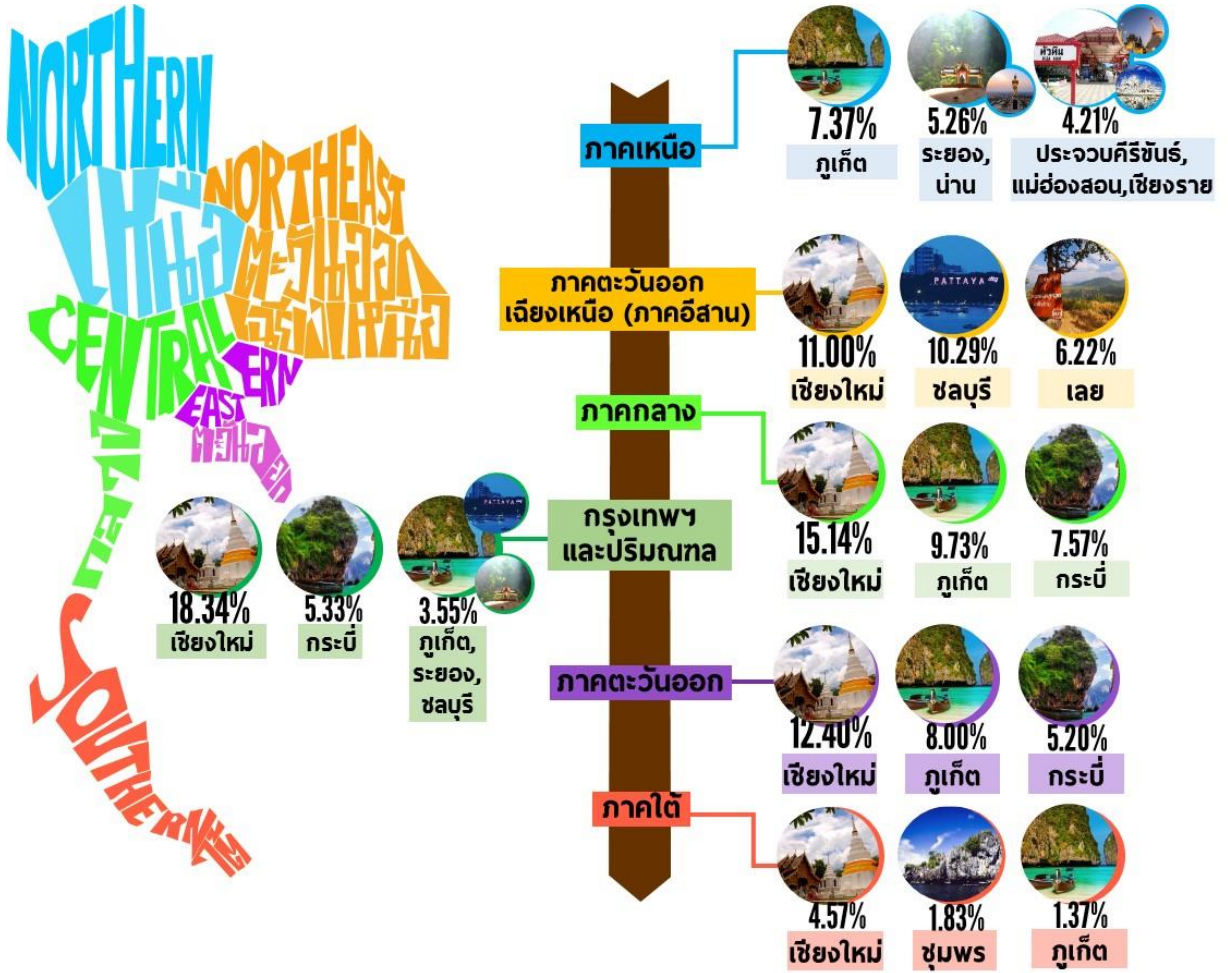 NORTHERN
เหนือ
NORTHEAST
ตะวันออก
เฉียงเหนือ
CENTRAL
กลาง
EASTERN
ตะวันออก
SOUTHERN
ใต้
ภาคเหนือ
7.37%
ภูเก็ต
5.26%
ระยอง,
น่าน
หัวหิน
HUA HIN
4.21%
ประจวบคีรีขันธ์,
แม่ฮ่องสอน,เชียงราย
ภาคตะวันออก
เฉียงเหนือ (ภาคอีสาน)
11.00%
เชียงใหม่
PATTAYA
10.29%
ชลบุรี
6.22%
เลย
ภาคกลาง
15.14%
เชียงใหม่
9.73%
ภูเก็ต
7.57%
กระบี่
กรุงเทพฯ
และปริมณฑล
18.34%
เชียงใหม่
5.33%
กระบี่
PATTAYA
3.55%
ภูเก็ต,
ระยอง,
ชลบุรี
ภาคตะวันออก
12.40%
เชียงใหม่
8.00%
ภูเก็ต
5.20%
กระบี่
ภาคใต้
4.57%
เชียงใหม่
1.83%
ชุมพร
1.37%
ภูเก็ต